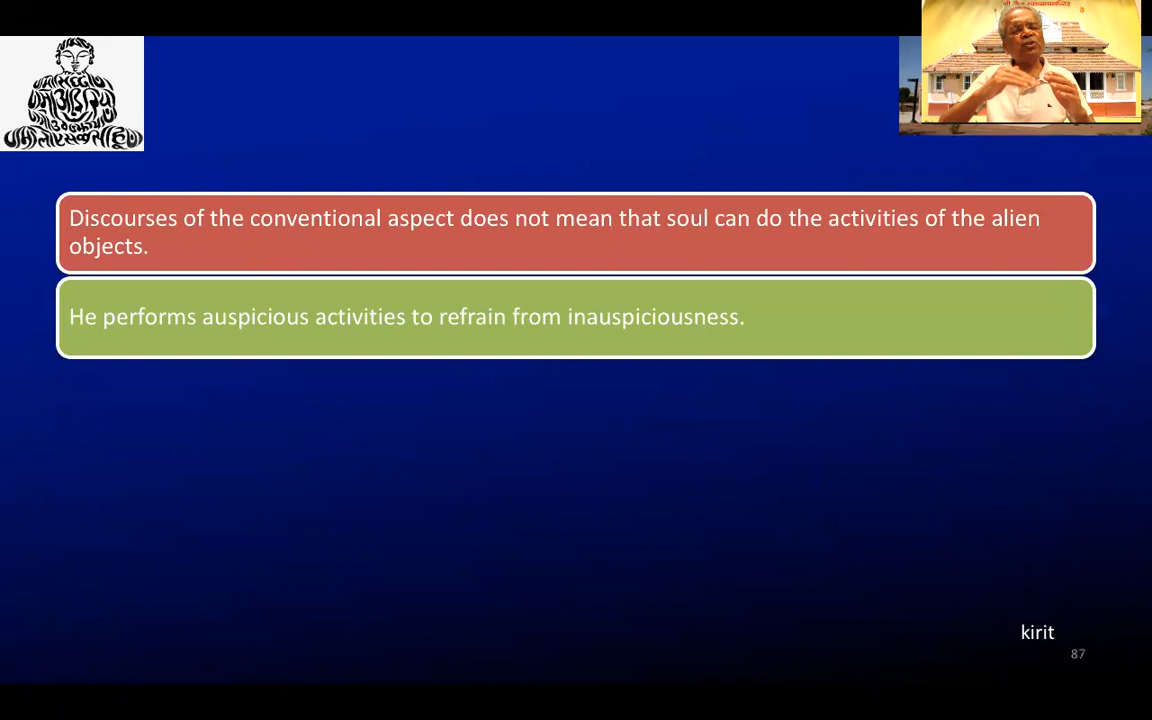 Discourses of the conventional aspect does not mean that soul can do the activities of the alien
objects.
He performs auspicious activities to refrain from inauspiciousness.
kirit
87